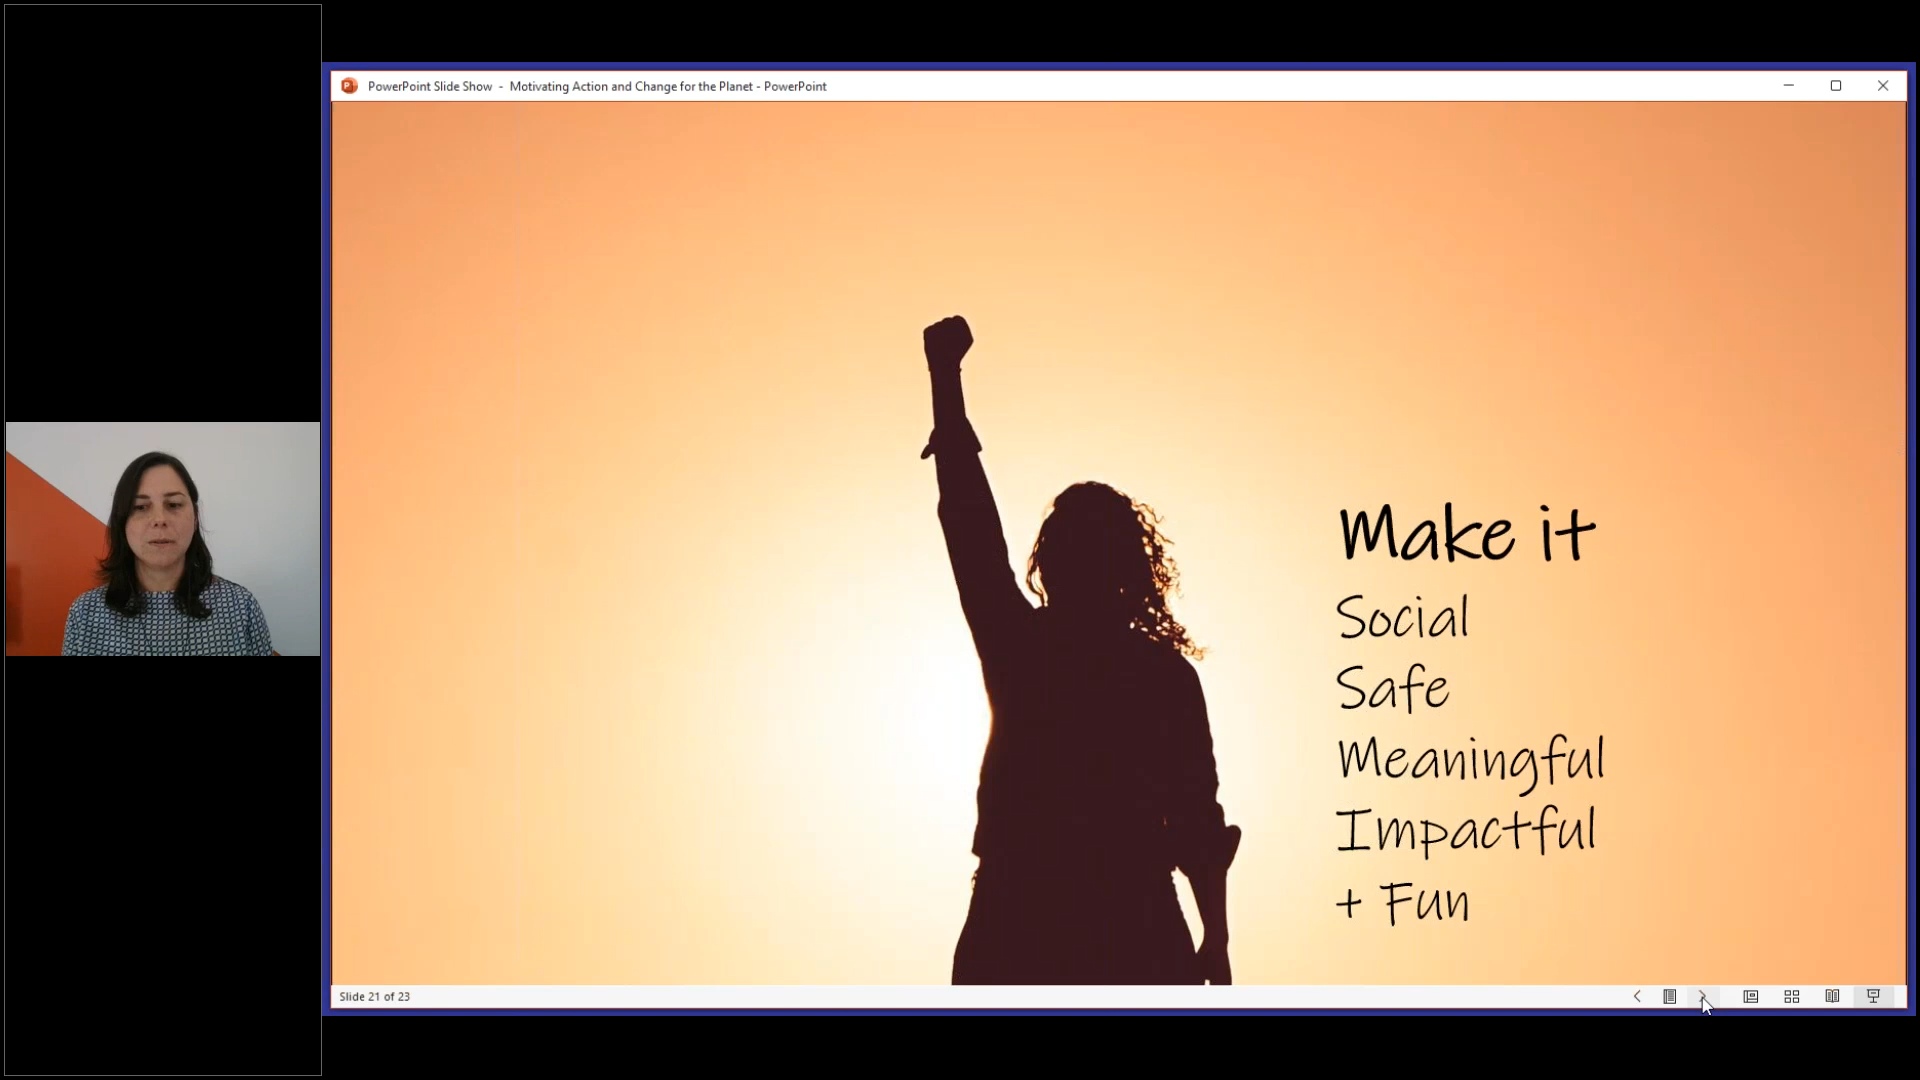 PowerPoint Slide Show - Motivating Action and Change for the Planet - PowerPoint
Make it
Social
Safe
Meaningful
Impactful
+ Fun
Slide 21 of 23